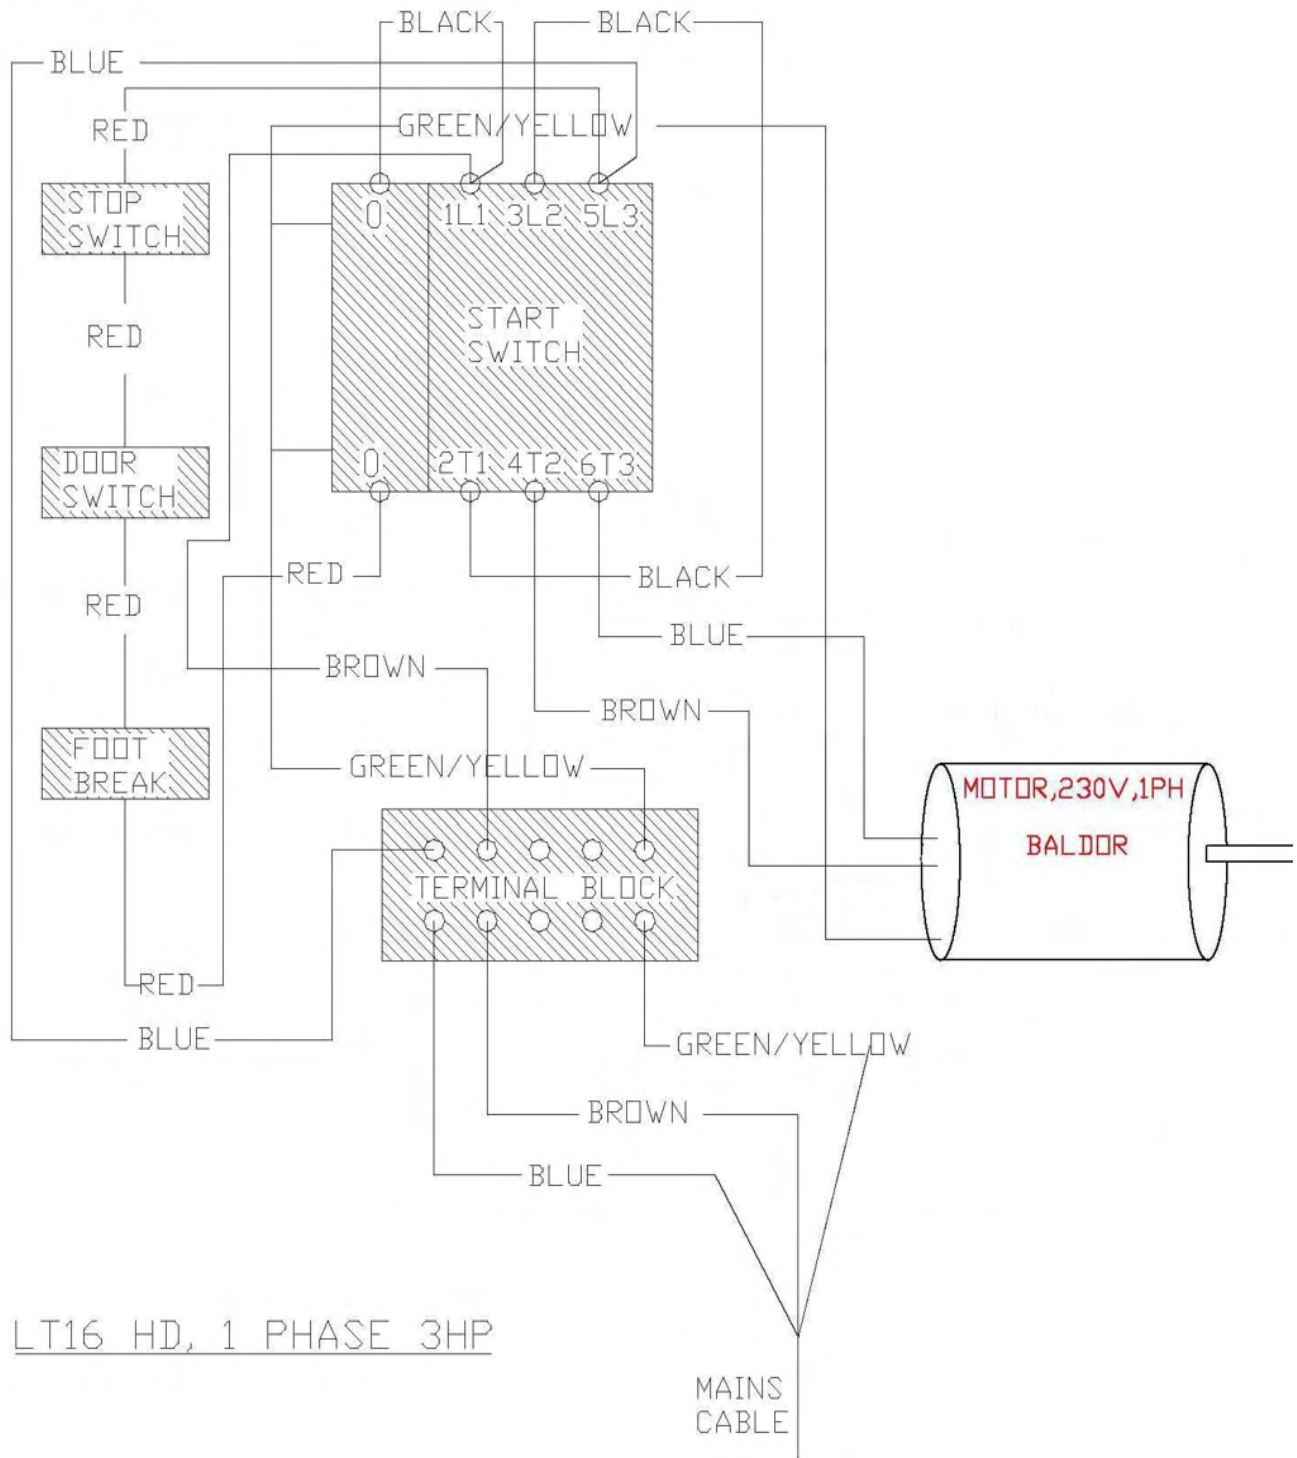 BLACK
BLACK
BLUE
RED
GREEN/YELLOW
STOP
SWITCH
0
1L1
3L2
5L3
START
SWITCH
RED
DOOR
SWITCH
0
2T1
4T2
6T3
RED
BLACK
RED
BLUE
BROWN
BROWN
FOOT
BREAK
GREEN/YELLOW
MOTOR,230V,1PH
BALDOR
TERMINAL BLOCK
RED
BLUE
GREEN/YELLOW
BROWN
BLUE
LT16 HD, 1 PHASE 3HP
MAINS
CABLE